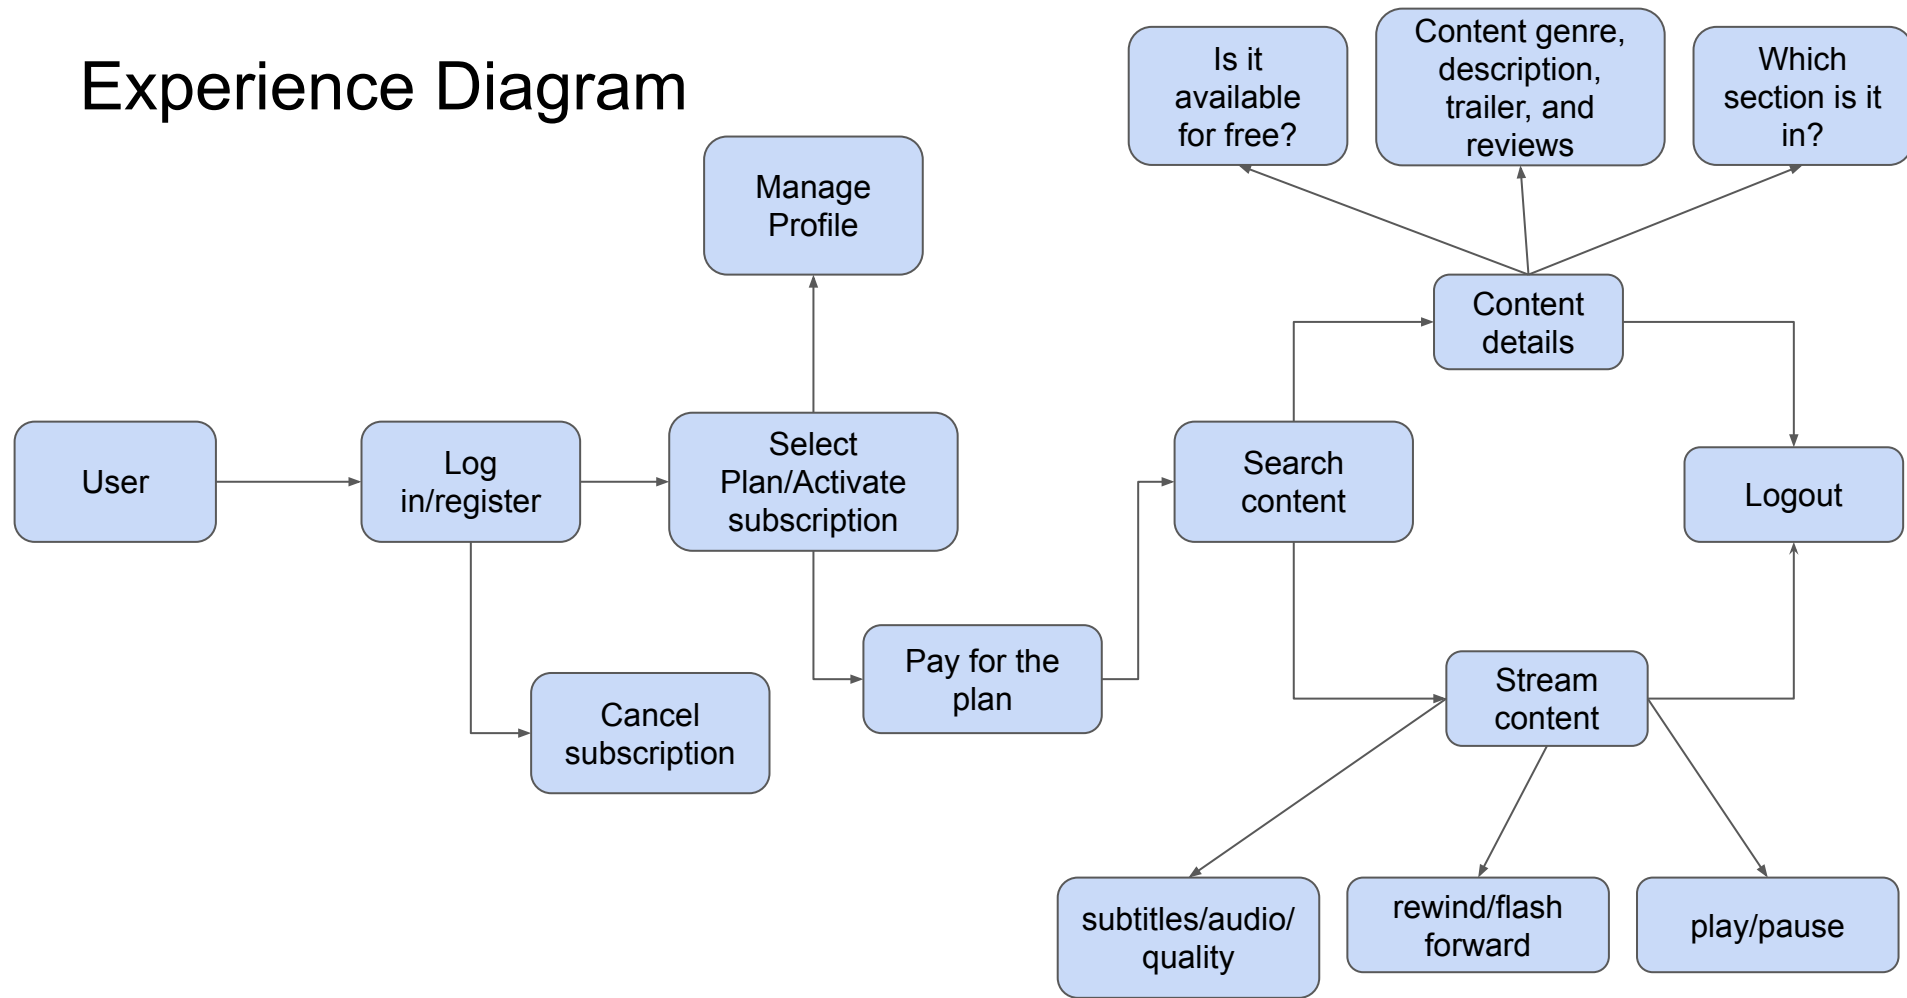 Experience Diagram
Is it
available
for free?
Content genre,
description,
trailer, and
reviews
Which
section is it
in?
Manage
Profile
Content
details
User
Log
in/register
Select
Plan/Activate
subscription
Search
content
Logout
Pay for the
plan
Cancel
subscription
Stream
content
subtitles/audio/
quality
rewind/flash
forward
play/pause